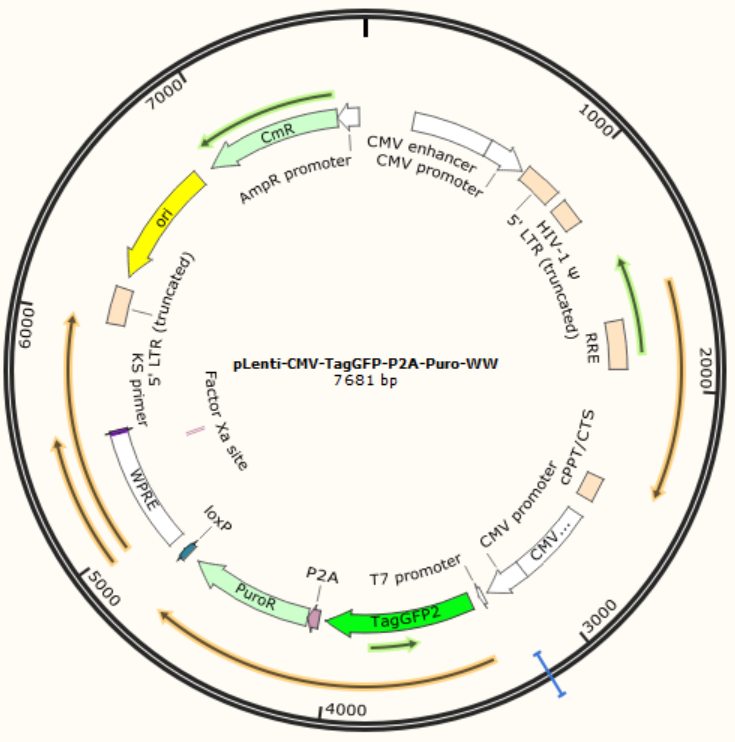 1000
2000
3000
4000
5000
6000
7000
CMV enhancer
CMV promoter
5' LTR (truncated)
HIV-1 Ψ
RRE
cPPT/CTS
CMV...
CMV promoter
T7 promoter
TagGFP2
P2A
PuroR
loxP
WPRE
Factor Xa site
KS primer
5' LTR (truncated)
ori
CmR
AmpR promoter
pLenti-CMV-TagGFP-P2A-Puro-WW
7681 bp